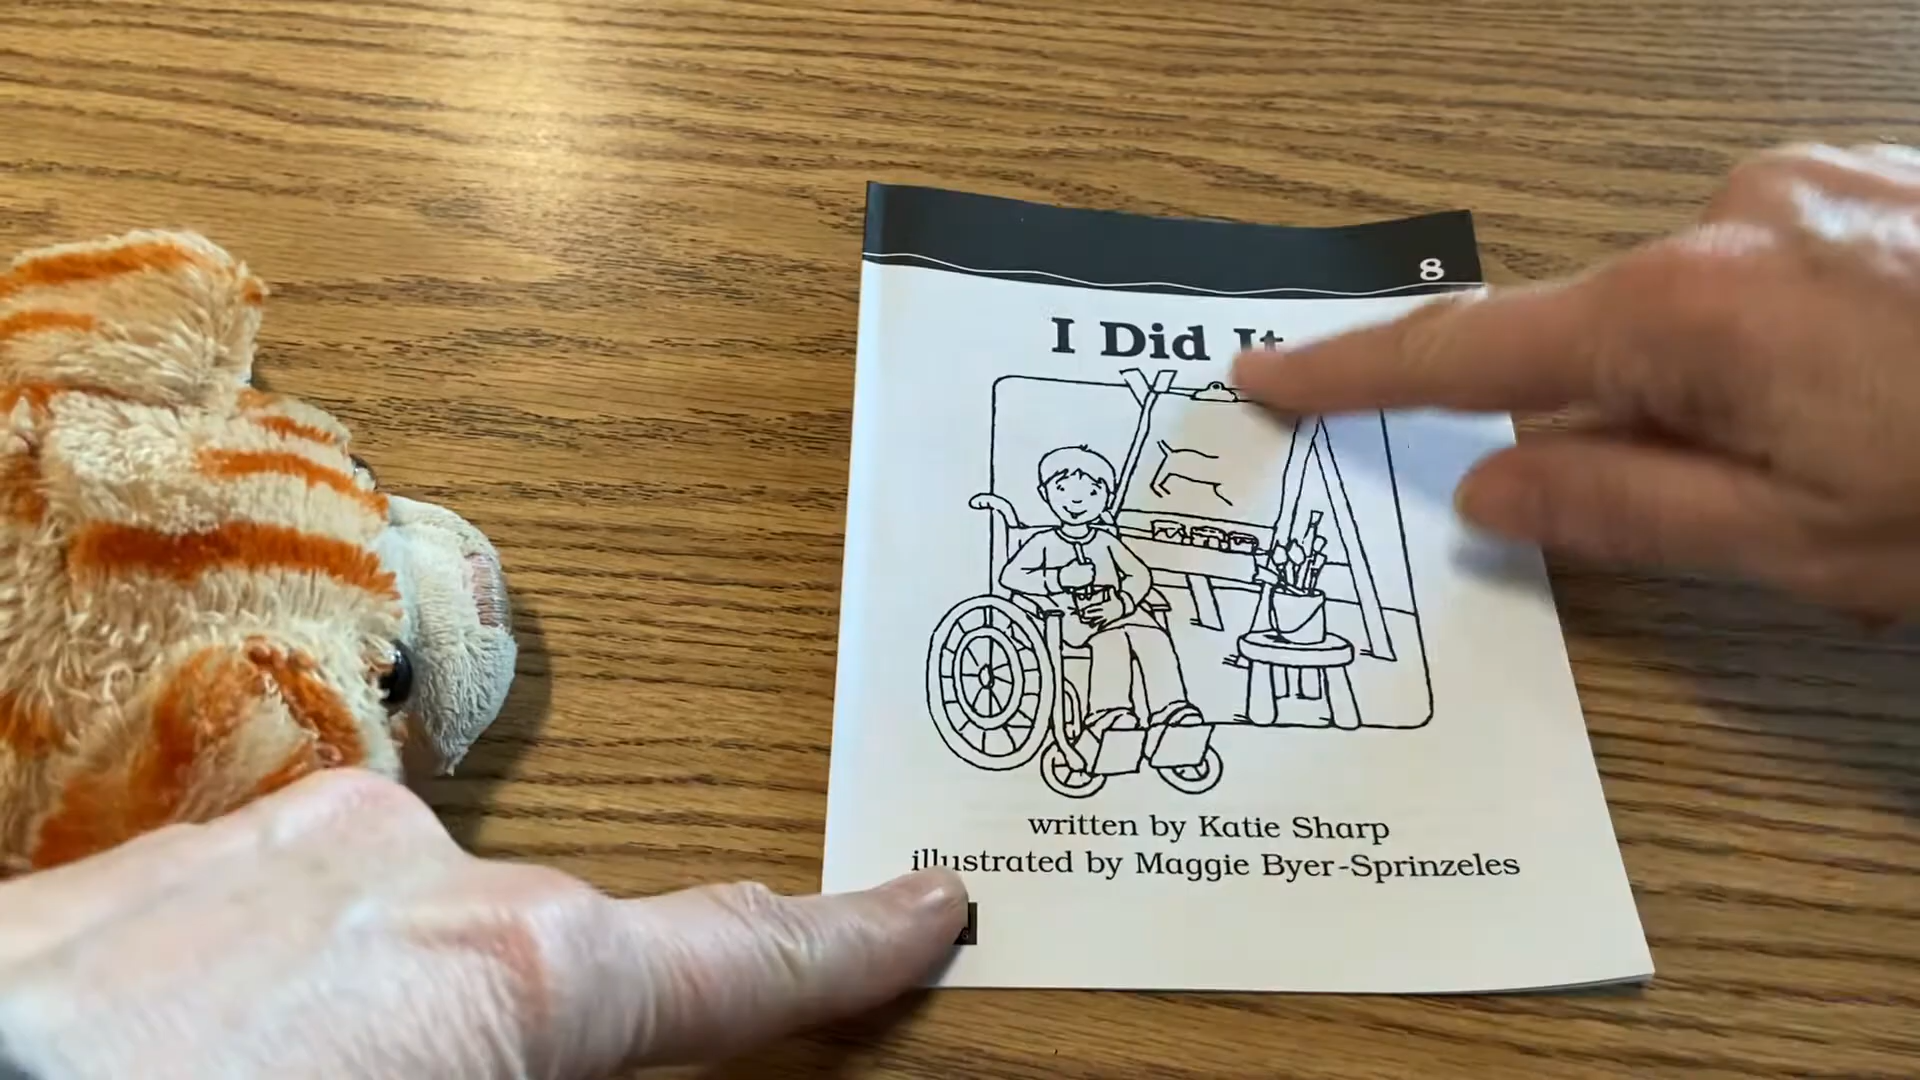 8
I Did It
written by Katie Sharp
illustrated by Maggie Byer-Sprinzeles